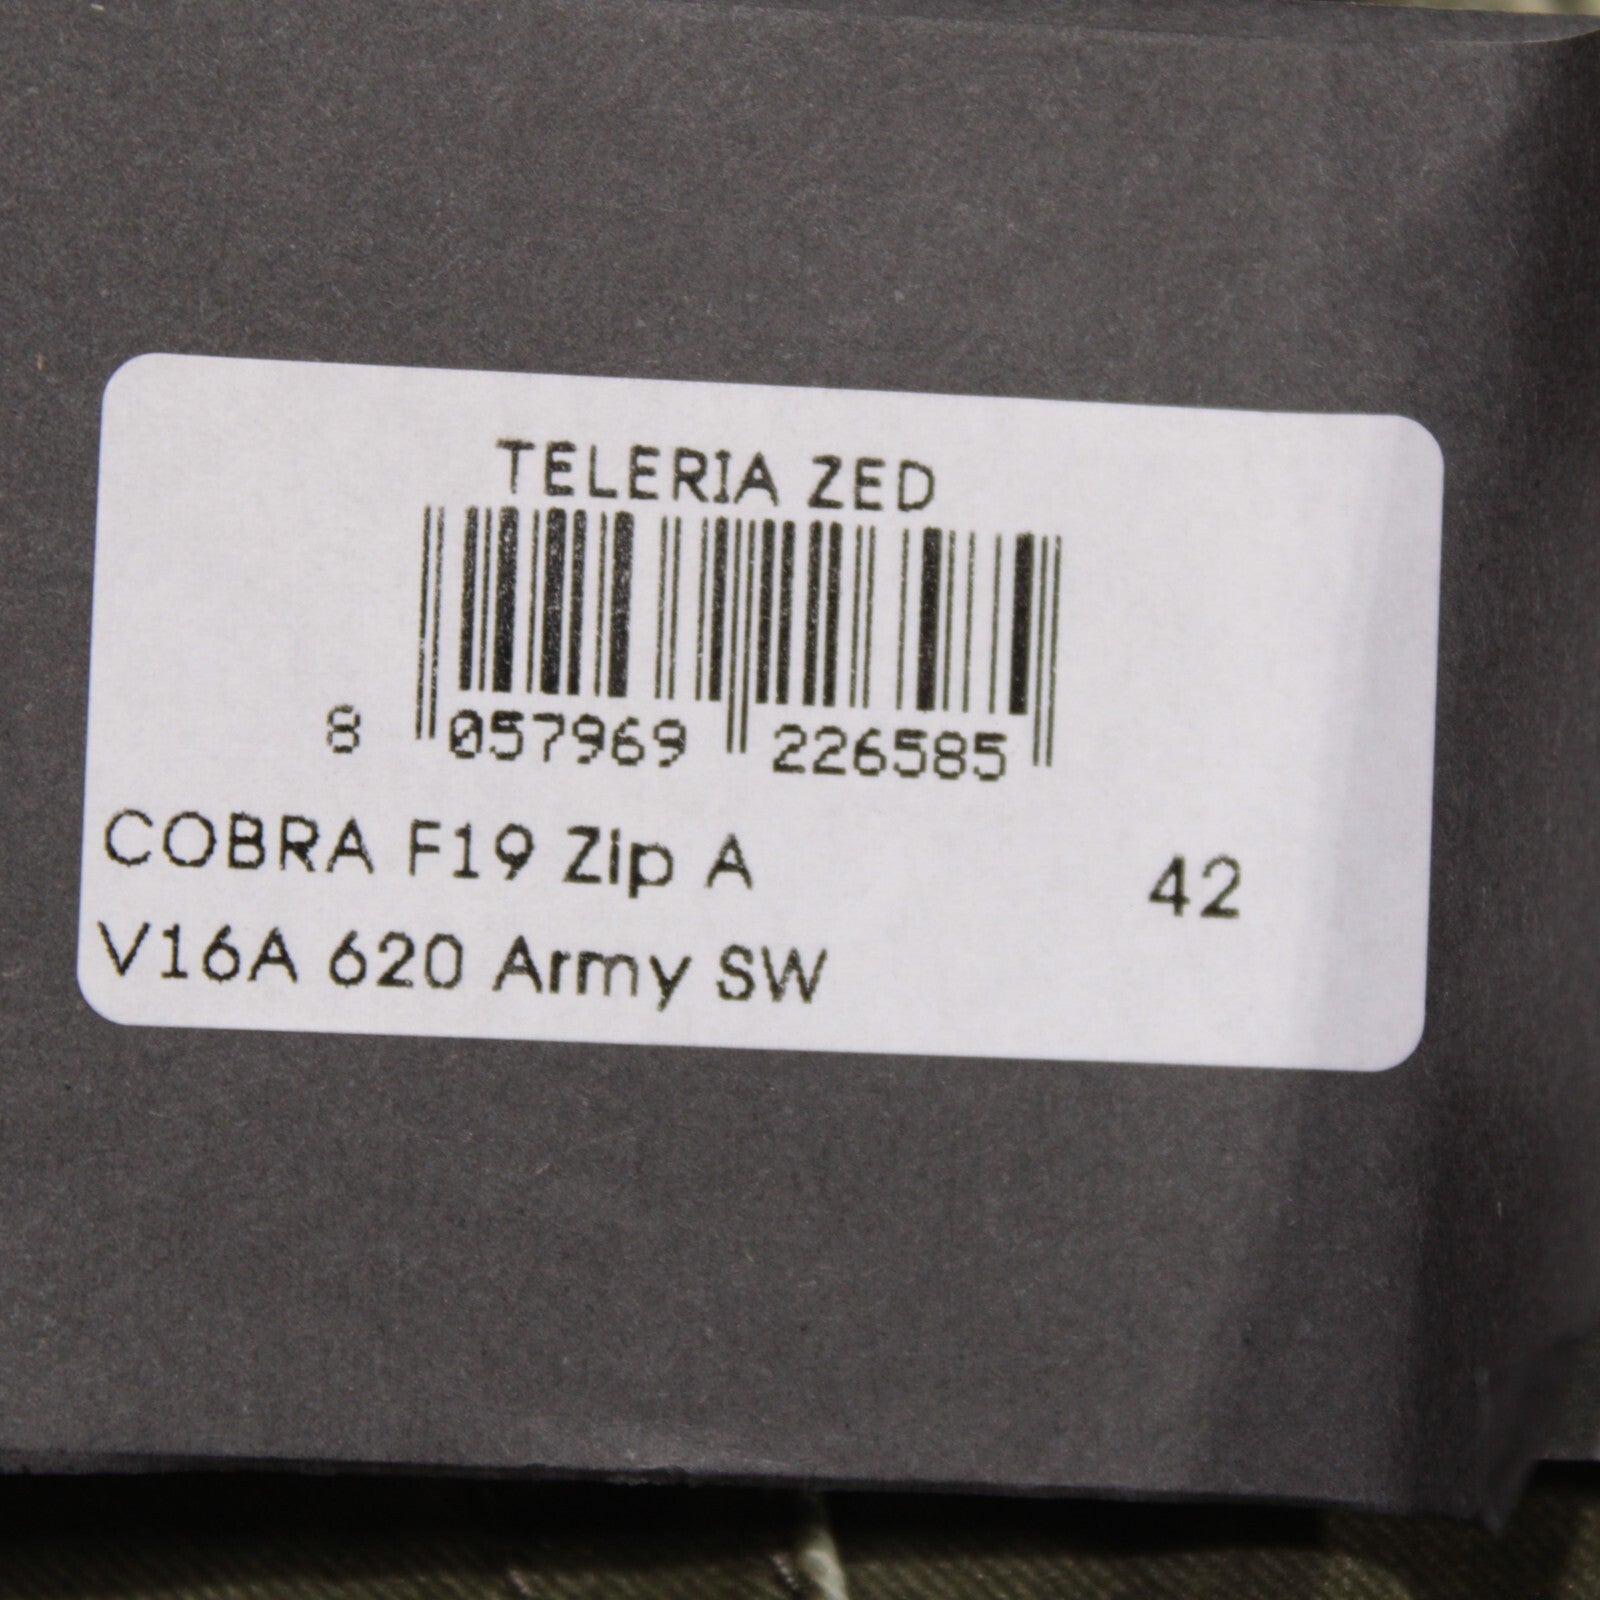 TELERIA ZED
8 057969 226585
COBRA F19 Zip A 42
V16A 620 Army SW